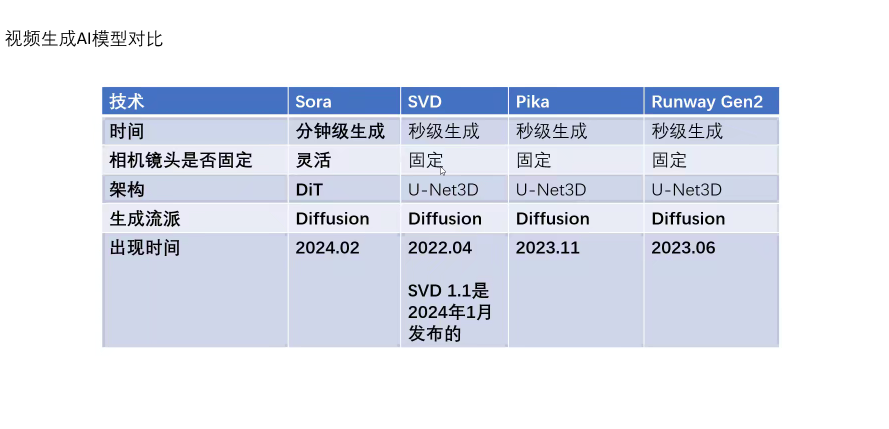 视频生成AI模型对比
技术 Sora SVD Pika Runway Gen2
时间 分钟级生成 秒级生成 秒级生成 秒级生成
相机镜头是否固定 灵活 固定 固定 固定
架构 DiT U-Net3D U-Net3D U-Net3D
生成流派 Diffusion Diffusion Diffusion Diffusion
出现时间 2024.02 2022.04 2023.11 2023.06
SVD 1.1是
2024年1月
发布的